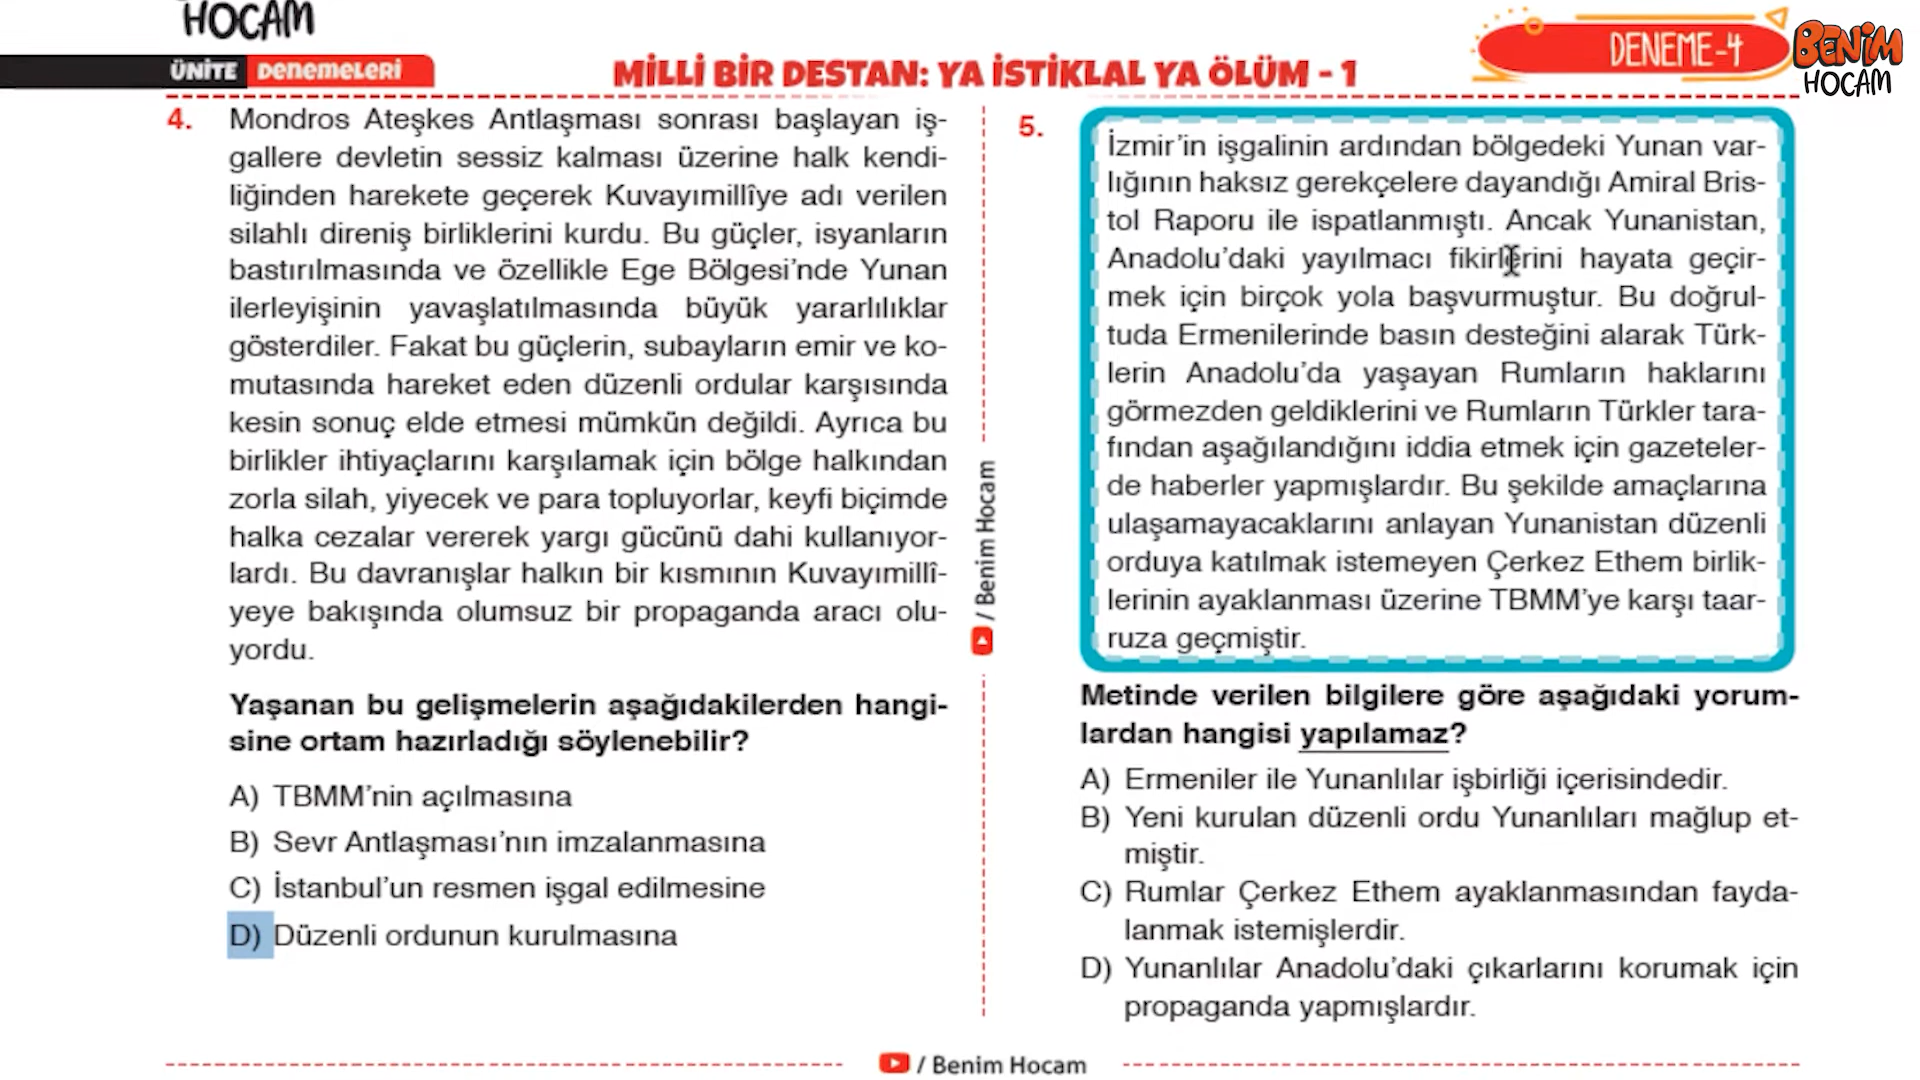 HOCAM
ÜNİTE DENEMELERİ
MİLLİ BİR DESTAN: YA İSTİKLAL YA ÖLÜM - 1
DENEME-4
BENİM
HOCAM
4. Mondros Ateşkes Antlaşması sonrası başlayan iş-
gallere devletin sessiz kalması üzerine halk kendi-
liğinden harekete geçerek Kuvayımillîye adı verilen
silahlı direniş birliklerini kurdu. Bu güçler, isyanların
bastırılmasında ve özellikle Ege Bölgesi’nde Yunan
ilerleyişinin yavaşlatılmasında büyük yararlılıklar
gösterdiler. Fakat bu güçlerin, subayların emir ve ko-
mutasında hareket eden düzenli ordular karşısında
kesin sonuç elde etmesi mümkün değildi. Ayrıca bu
birlikler ihtiyaçlarını karşılamak için bölge halkından
zorla silah, yiyecek ve para topluyorlar, keyfi biçimde
halka cezalar vererek yargı gücünü dahi kullanıyor-
lardı. Bu davranışlar halkın bir kısmının Kuvayımillî-
yeye bakışında olumsuz bir propaganda aracı olu-
yordu.
Yaşanan bu gelişmelerin aşağıdakilerden hangi-
sine ortam hazırladığı söylenebilir?
A) TBMM’nin açılmasına
B) Sevr Antlaşması’nın imzalanmasına
C) İstanbul’un resmen işgal edilmesine
D) Düzenli ordunun kurulmasına
/ Benim Hocam
5. İzmir’in işgalinin ardından bölgedeki Yunan var-
lığının haksız gerekçelere dayandığı Amiral Bris-
tol Raporu ile ispatlanmıştı. Ancak Yunanistan,
Anadolu’daki yayılmacı fikirlerini hayata geçir-
mek için birçok yola başvurmuştur. Bu doğrul-
tuda Ermenilerinde basın desteğini alarak Türk-
lerin Anadolu’da yaşayan Rumların haklarını
görmezden geldiklerini ve Rumların Türkler tara-
fından aşağılandığını iddia etmek için gazeteler-
de haberler yapmışlardır. Bu şekilde amaçlarına
ulaşamayacaklarını anlayan Yunanistan düzenli
orduya katılmak istemeyen Çerkez Ethem birlik-
lerinin ayaklanması üzerine TBMM’ye karşı taar-
ruza geçmiştir.
Metinde verilen bilgilere göre aşağıdaki yorum-
lardan hangisi yapılamaz?
A) Ermeniler ile Yunanlılar işbirliği içerisindedir.
B) Yeni kurulan düzenli ordu Yunanlıları mağlup et-
miştir.
C) Rumlar Çerkez Ethem ayaklanmasından fayda-
lanmak istemişlerdir.
D) Yunanlılar Anadolu’daki çıkarlarını korumak için
propaganda yapmışlardır.
/ Benim Hocam